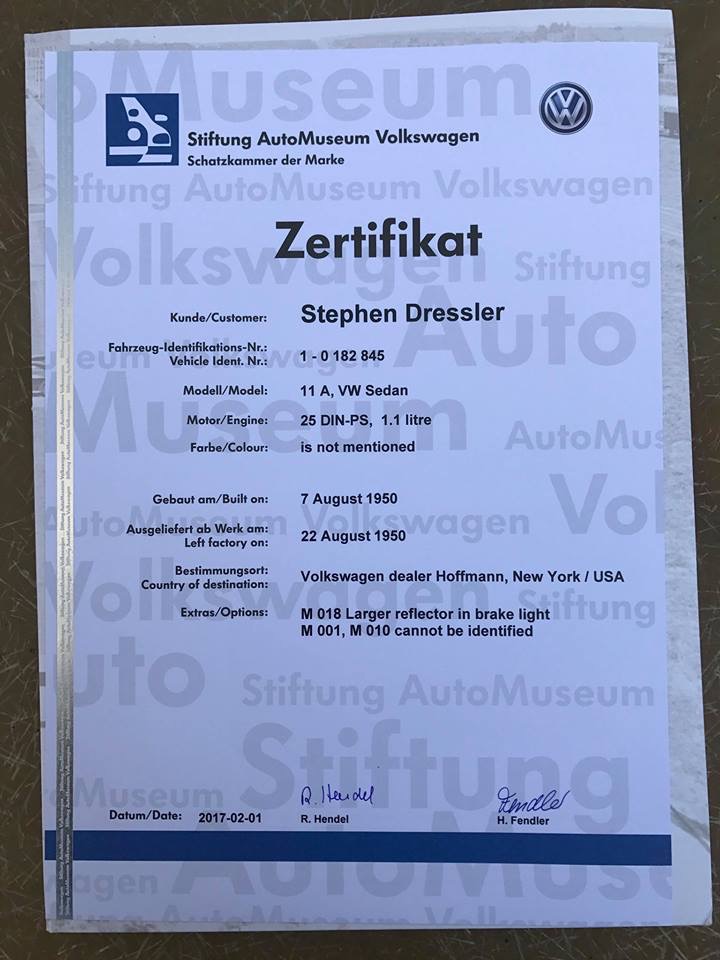 Stiftung AutoMuseum Volkswagen
Schatzkammer der Marke
Zertifikat
Kunde/Customer: Stephen Dressler
Fahrzeug-Identifikations-Nr.:
Vehicle Ident. Nr.: 1 - 0 182 845
Modell/Model: 11 A, VW Sedan
Motor/Engine: 25 DIN-PS, 1.1 litre
Farbe/Colour: is not mentioned
Gebaut am/Built on: 7 August 1950
Ausgeliefert ab Werk am:
Left factory on: 22 August 1950
Bestimmungsort:
Country of destination: Volkswagen dealer Hoffmann, New York / USA
Extras/Options: M 018 Larger reflector in brake light
M 001, M 010 cannot be identified
R. Hendel Fendler
Datum/Date: 2017-02-01 R. Hendel H. Fendler